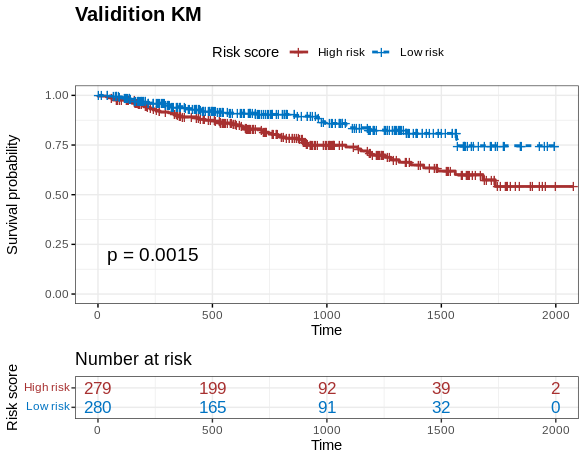 Validition KM
Risk score High risk Low risk
Survival probability
1.00
0.75
0.50
0.25
0.00
p = 0.0015
0 500 1000 1500 2000
Time
Number at risk
Risk score
High risk 279 199 92 39 2
Low risk 280 165 91 32 0
0 500 1000 1500 2000
Time